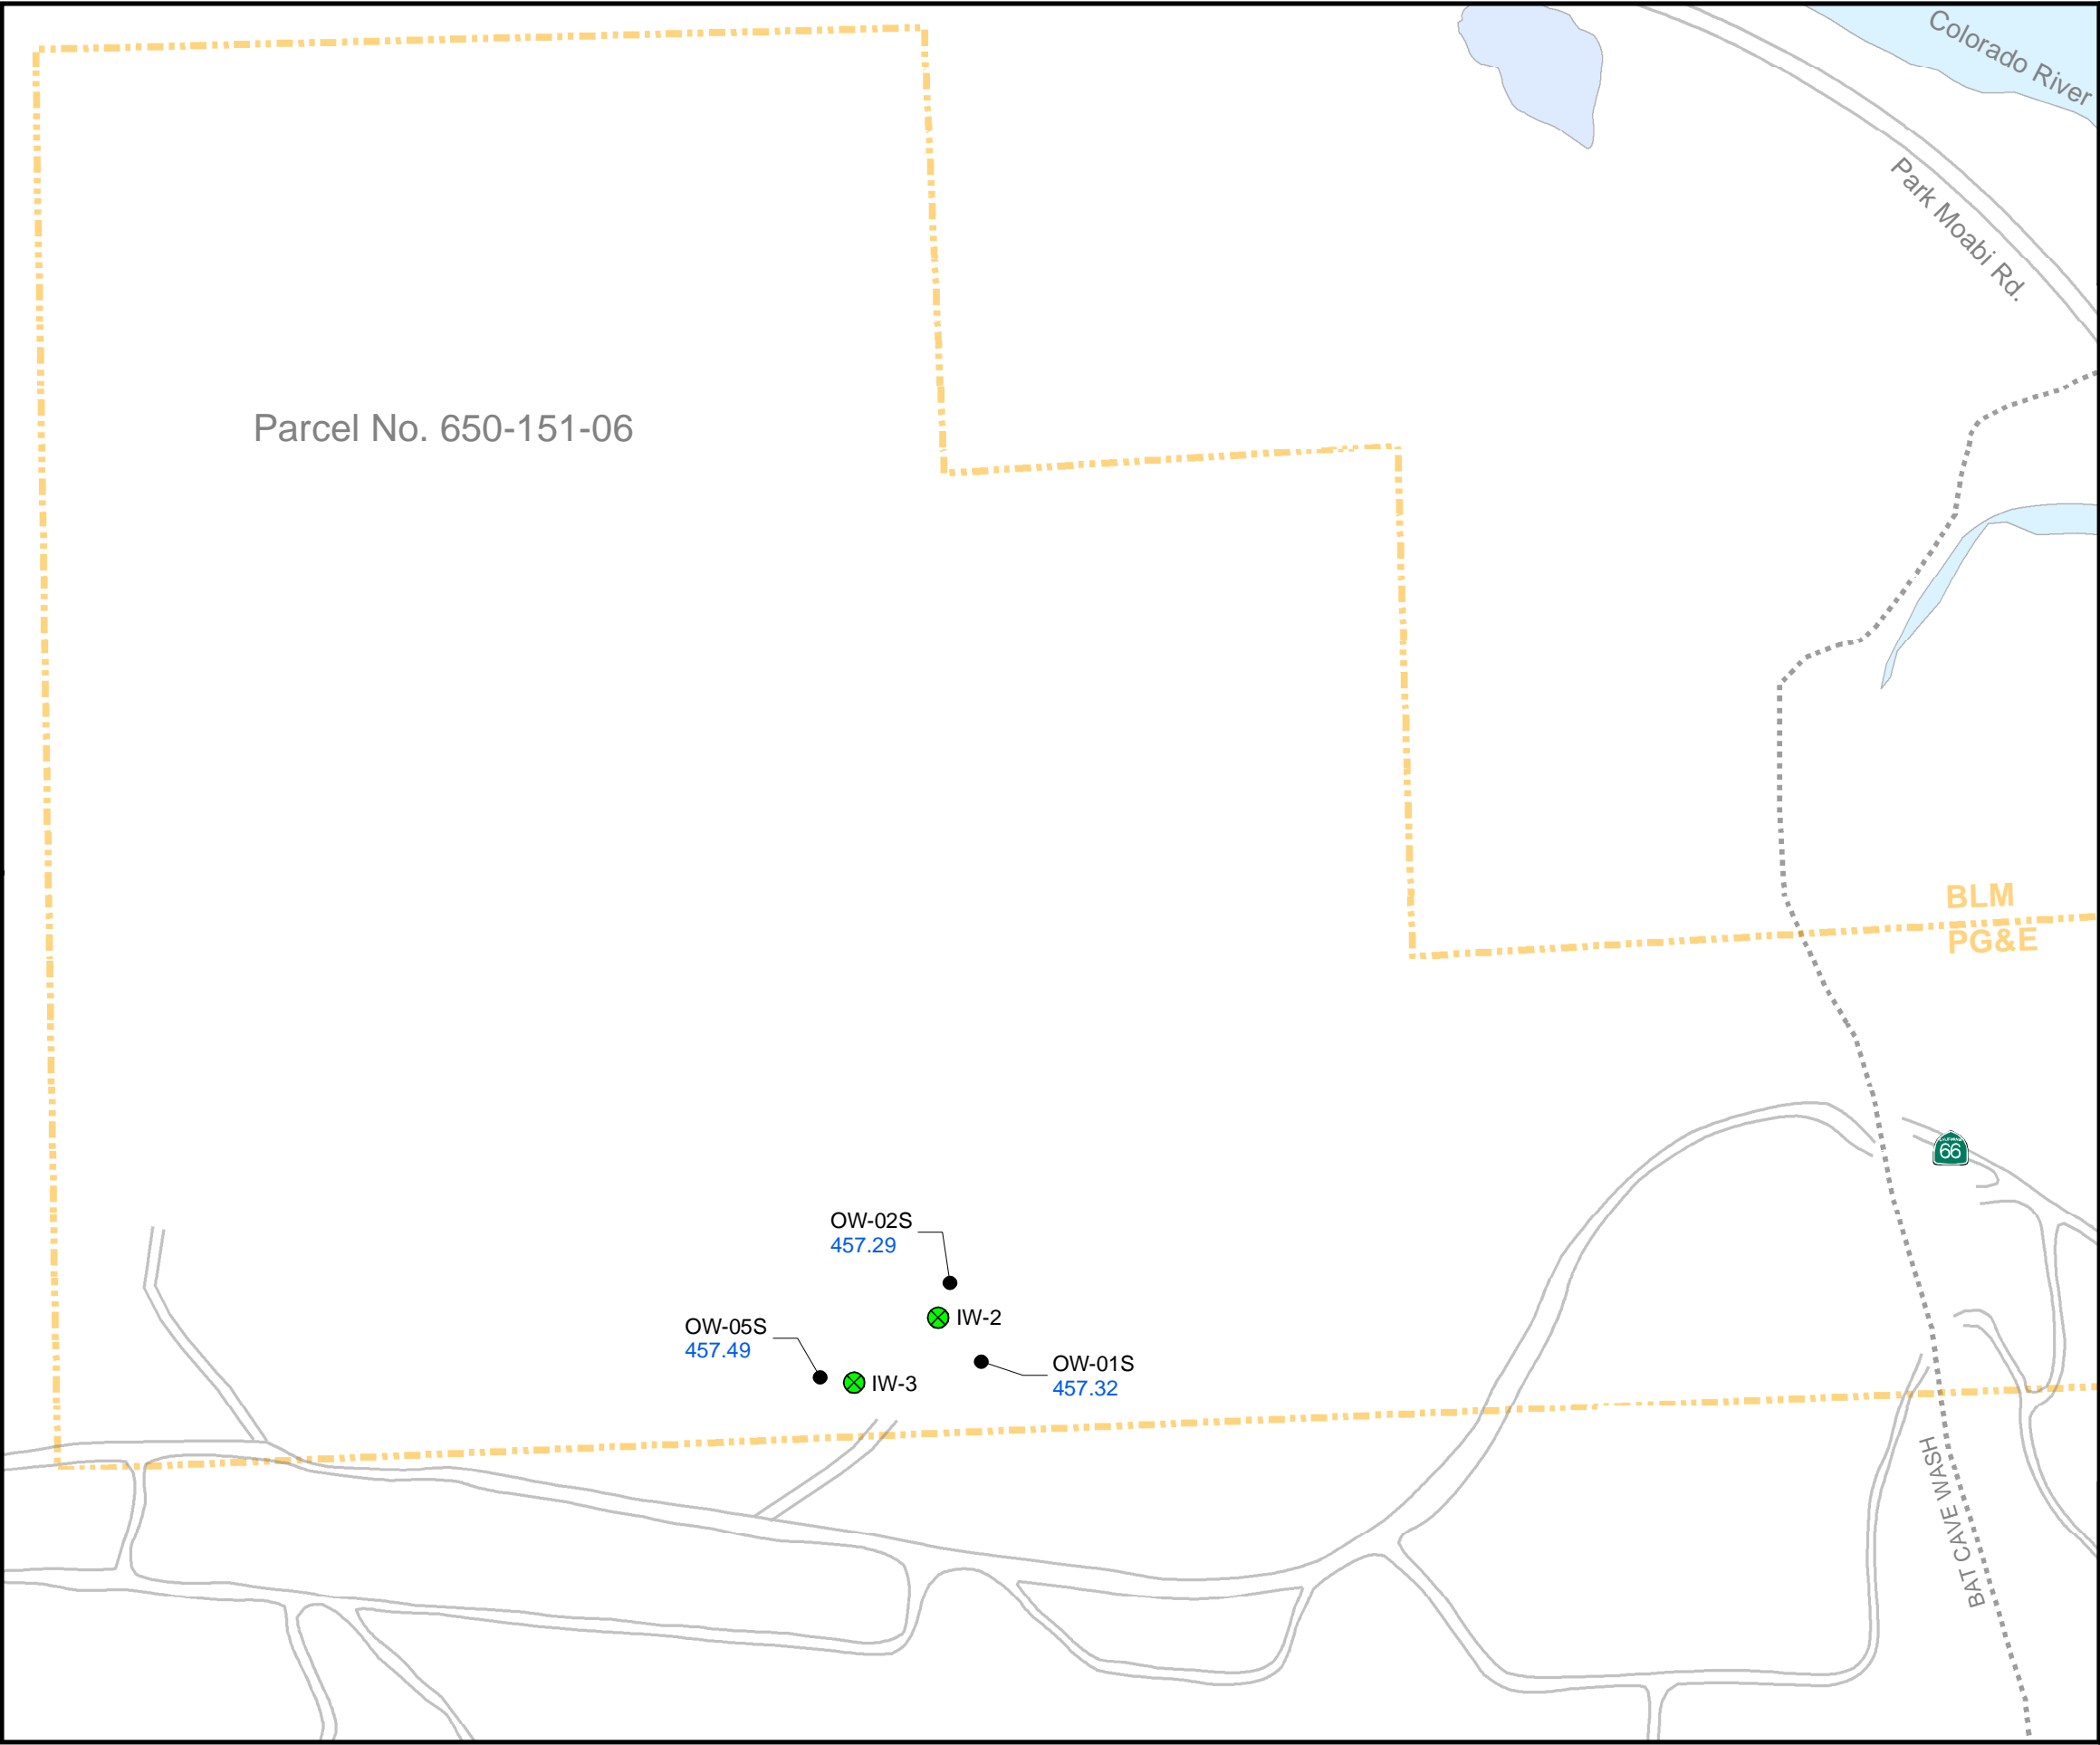 Colorado River
Park Moabi Rd.
Parcel No. 650-151-06
BLM
PG&E
66
OW-02S
457.29
IW-2
OW-05S
457.49
IW-3
OW-01S
457.32
BAT CAVE WASH